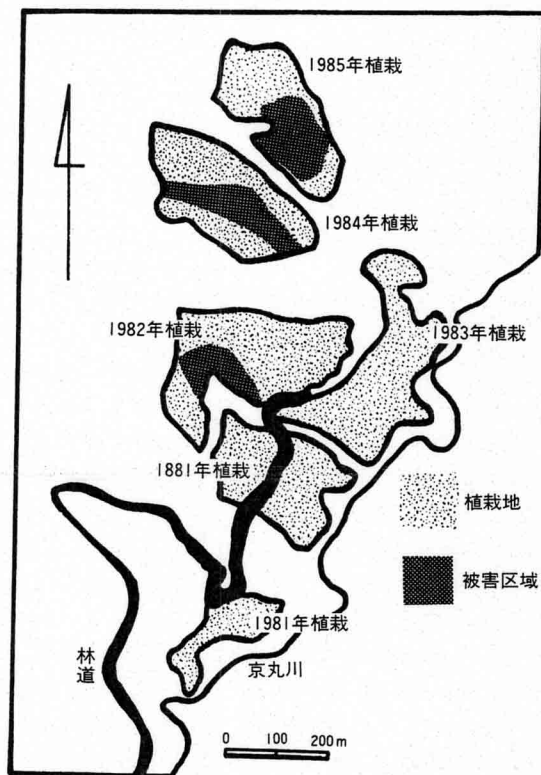 1985年植栽
1984年植栽
1982年植栽
1983年植栽
1881年植栽
植栽地
被害区域
1981年植栽
林道
京丸川
0 100 200m